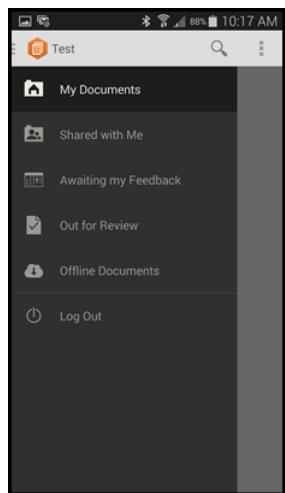 88% 10:17 AM
Test
My Documents
Shared with Me
Awaiting my Feedback
Out for Review
Offline Documents
Log Out